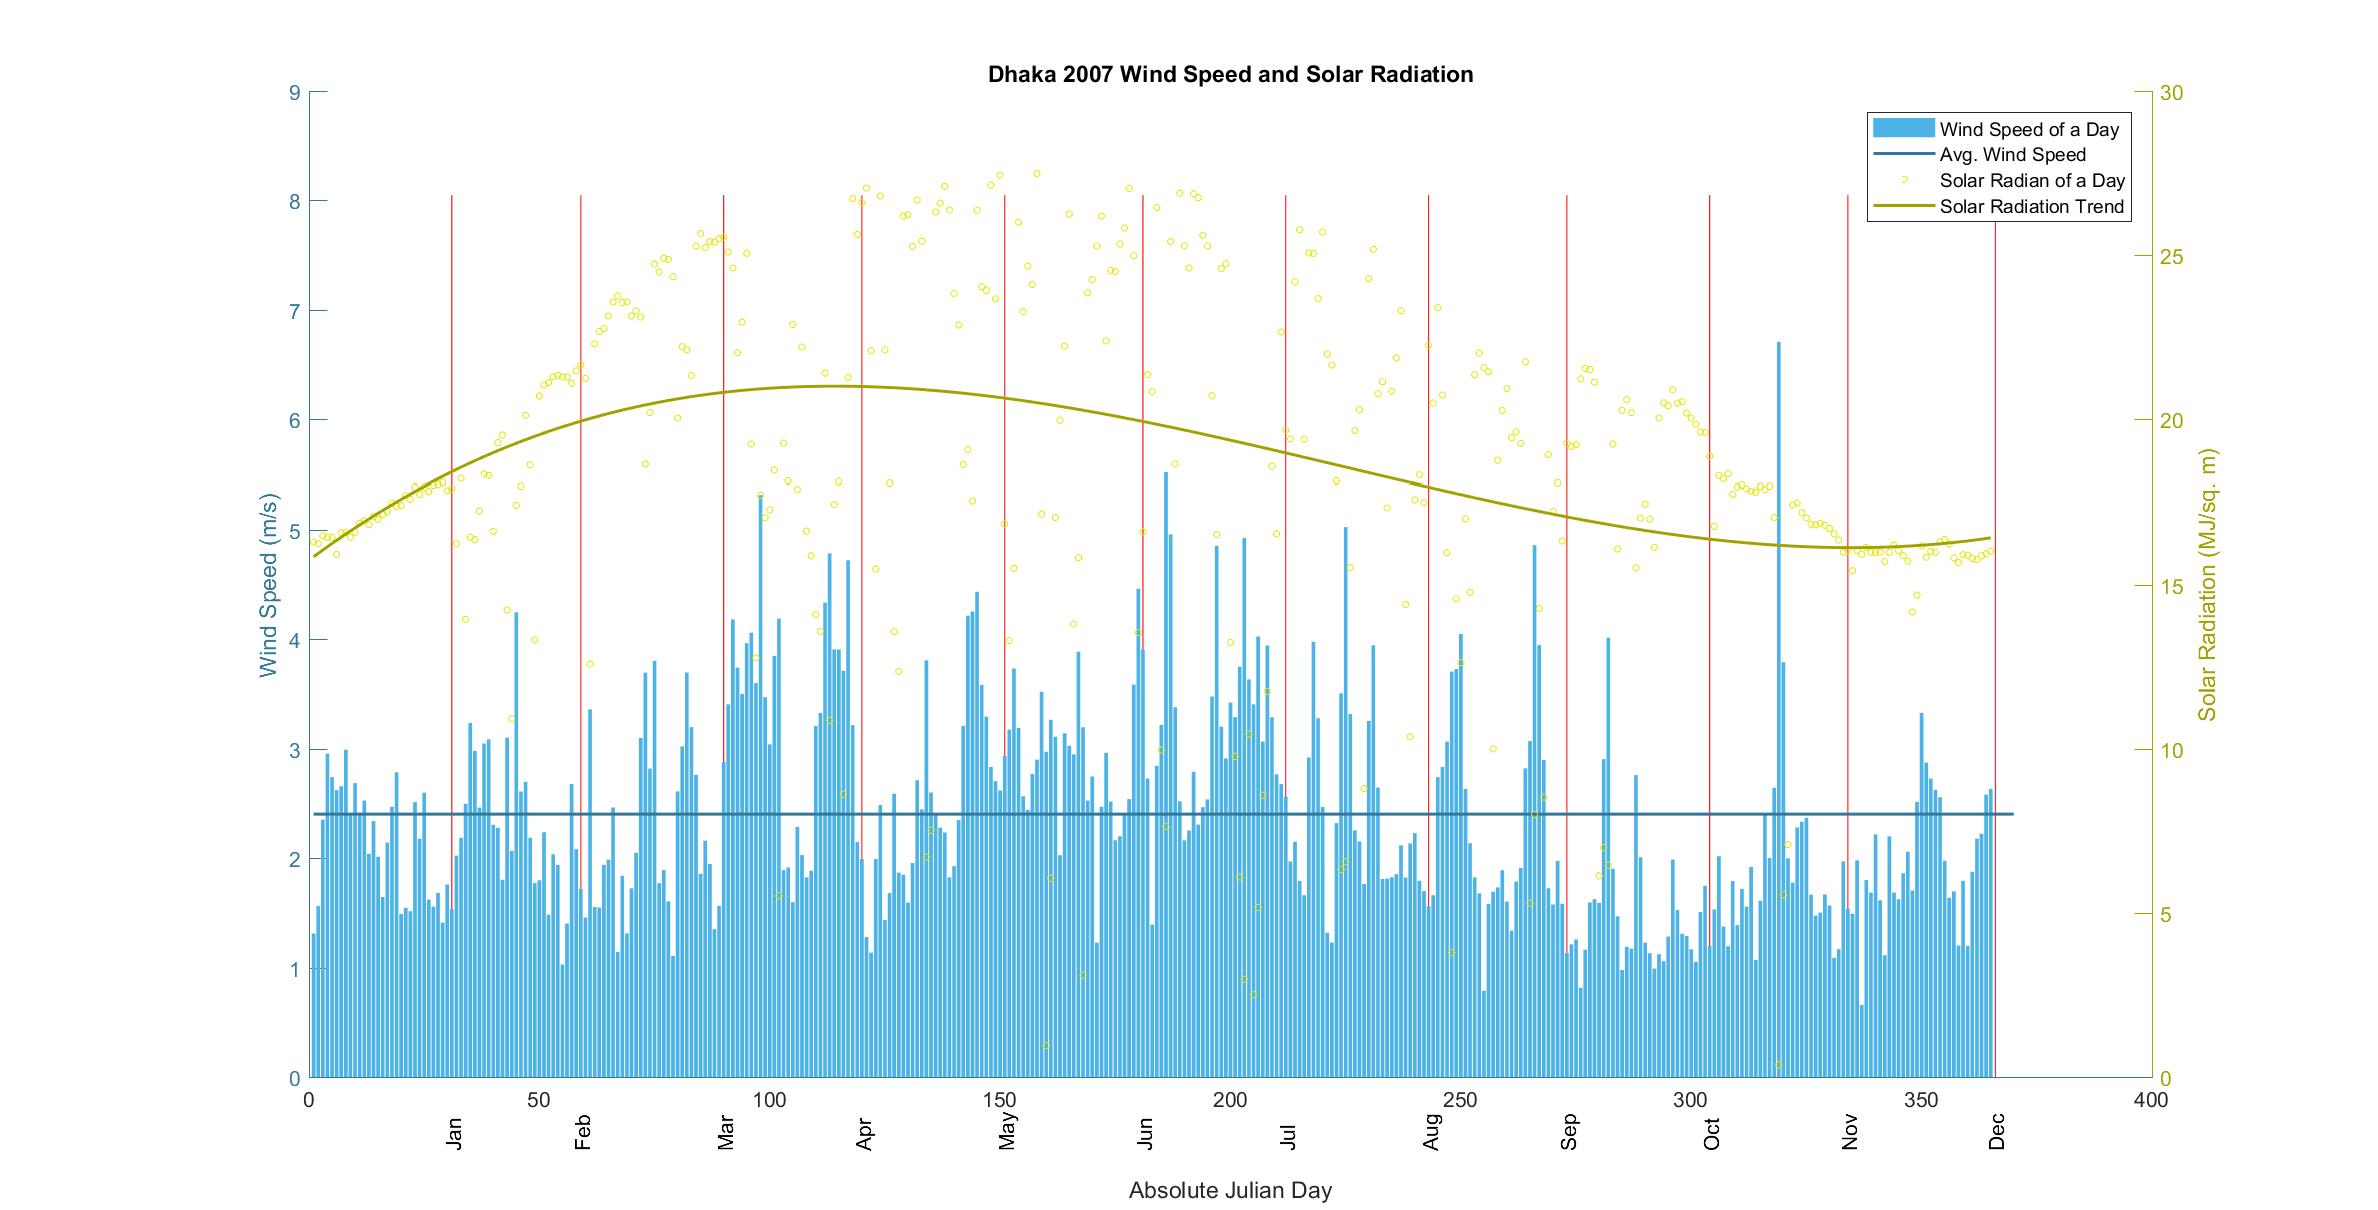 Dhaka 2007 Wind Speed and Solar Radiation
Wind Speed of a Day
Avg. Wind Speed
Solar Radian of a Day
Solar Radiation Trend
9
8
7
6
5
4
3
2
1
0
Wind Speed (m/s)
30
25
20
15
10
5
0
Solar Radiation (MJ/sq. m)
0 50 100 150 200 250 300 350 400
Jan Feb Mar Apr May Jun Jul Aug Sep Oct Nov Dec
Absolute Julian Day